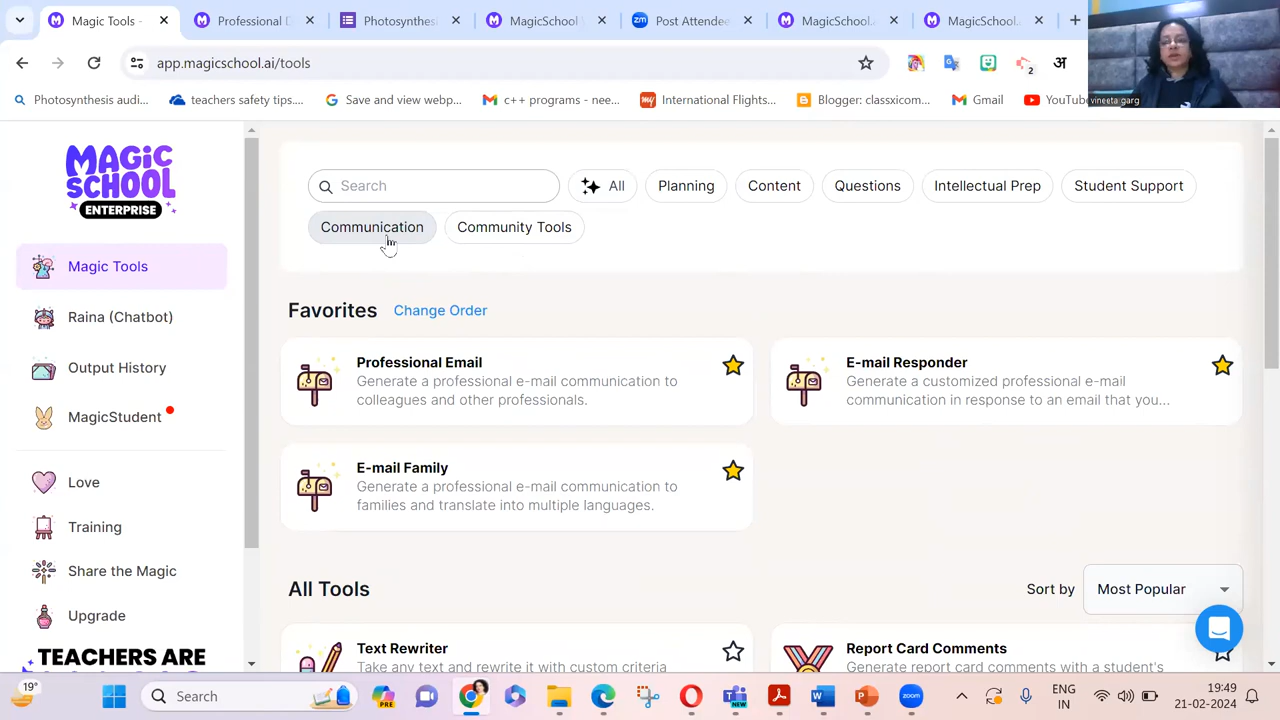 Magic Tools -
Professional D
Photosynthesi
MagicSchool
Post Attendee
MagicSchool.
MagicSchool.
app.magicschool.ai/tools
2
अ
Photosynthesis audi...
teachers safety tips....
Save and view webp...
c++ programs - nee...
International Flights...
Blogger: classxicom...
Gmail
YouTube
vineeta garg
MAGIC
SCHOOL
ENTERPRISE
Magic Tools
Raina (Chatbot)
Output History
MagicStudent
Love
Training
Share the Magic
Upgrade
TEACHERS ARE
Search
All
Planning
Content
Questions
Intellectual Prep
Student Support
Communication
Community Tools
Favorites Change Order
Professional Email
Generate a professional e-mail communication to
colleagues and other professionals.
E-mail Responder
Generate a customized professional e-mail
communication in response to an email that you...
E-mail Family
Generate a professional e-mail communication to
families and translate into multiple languages.
All Tools
Sort by Most Popular
Text Rewriter
Take any text and rewrite it with custom criteria
Report Card Comments
Generate report card comments with a student's
19°
Search
PRE
NEW
zoom
ENG
IN
19:49
21-02-2024